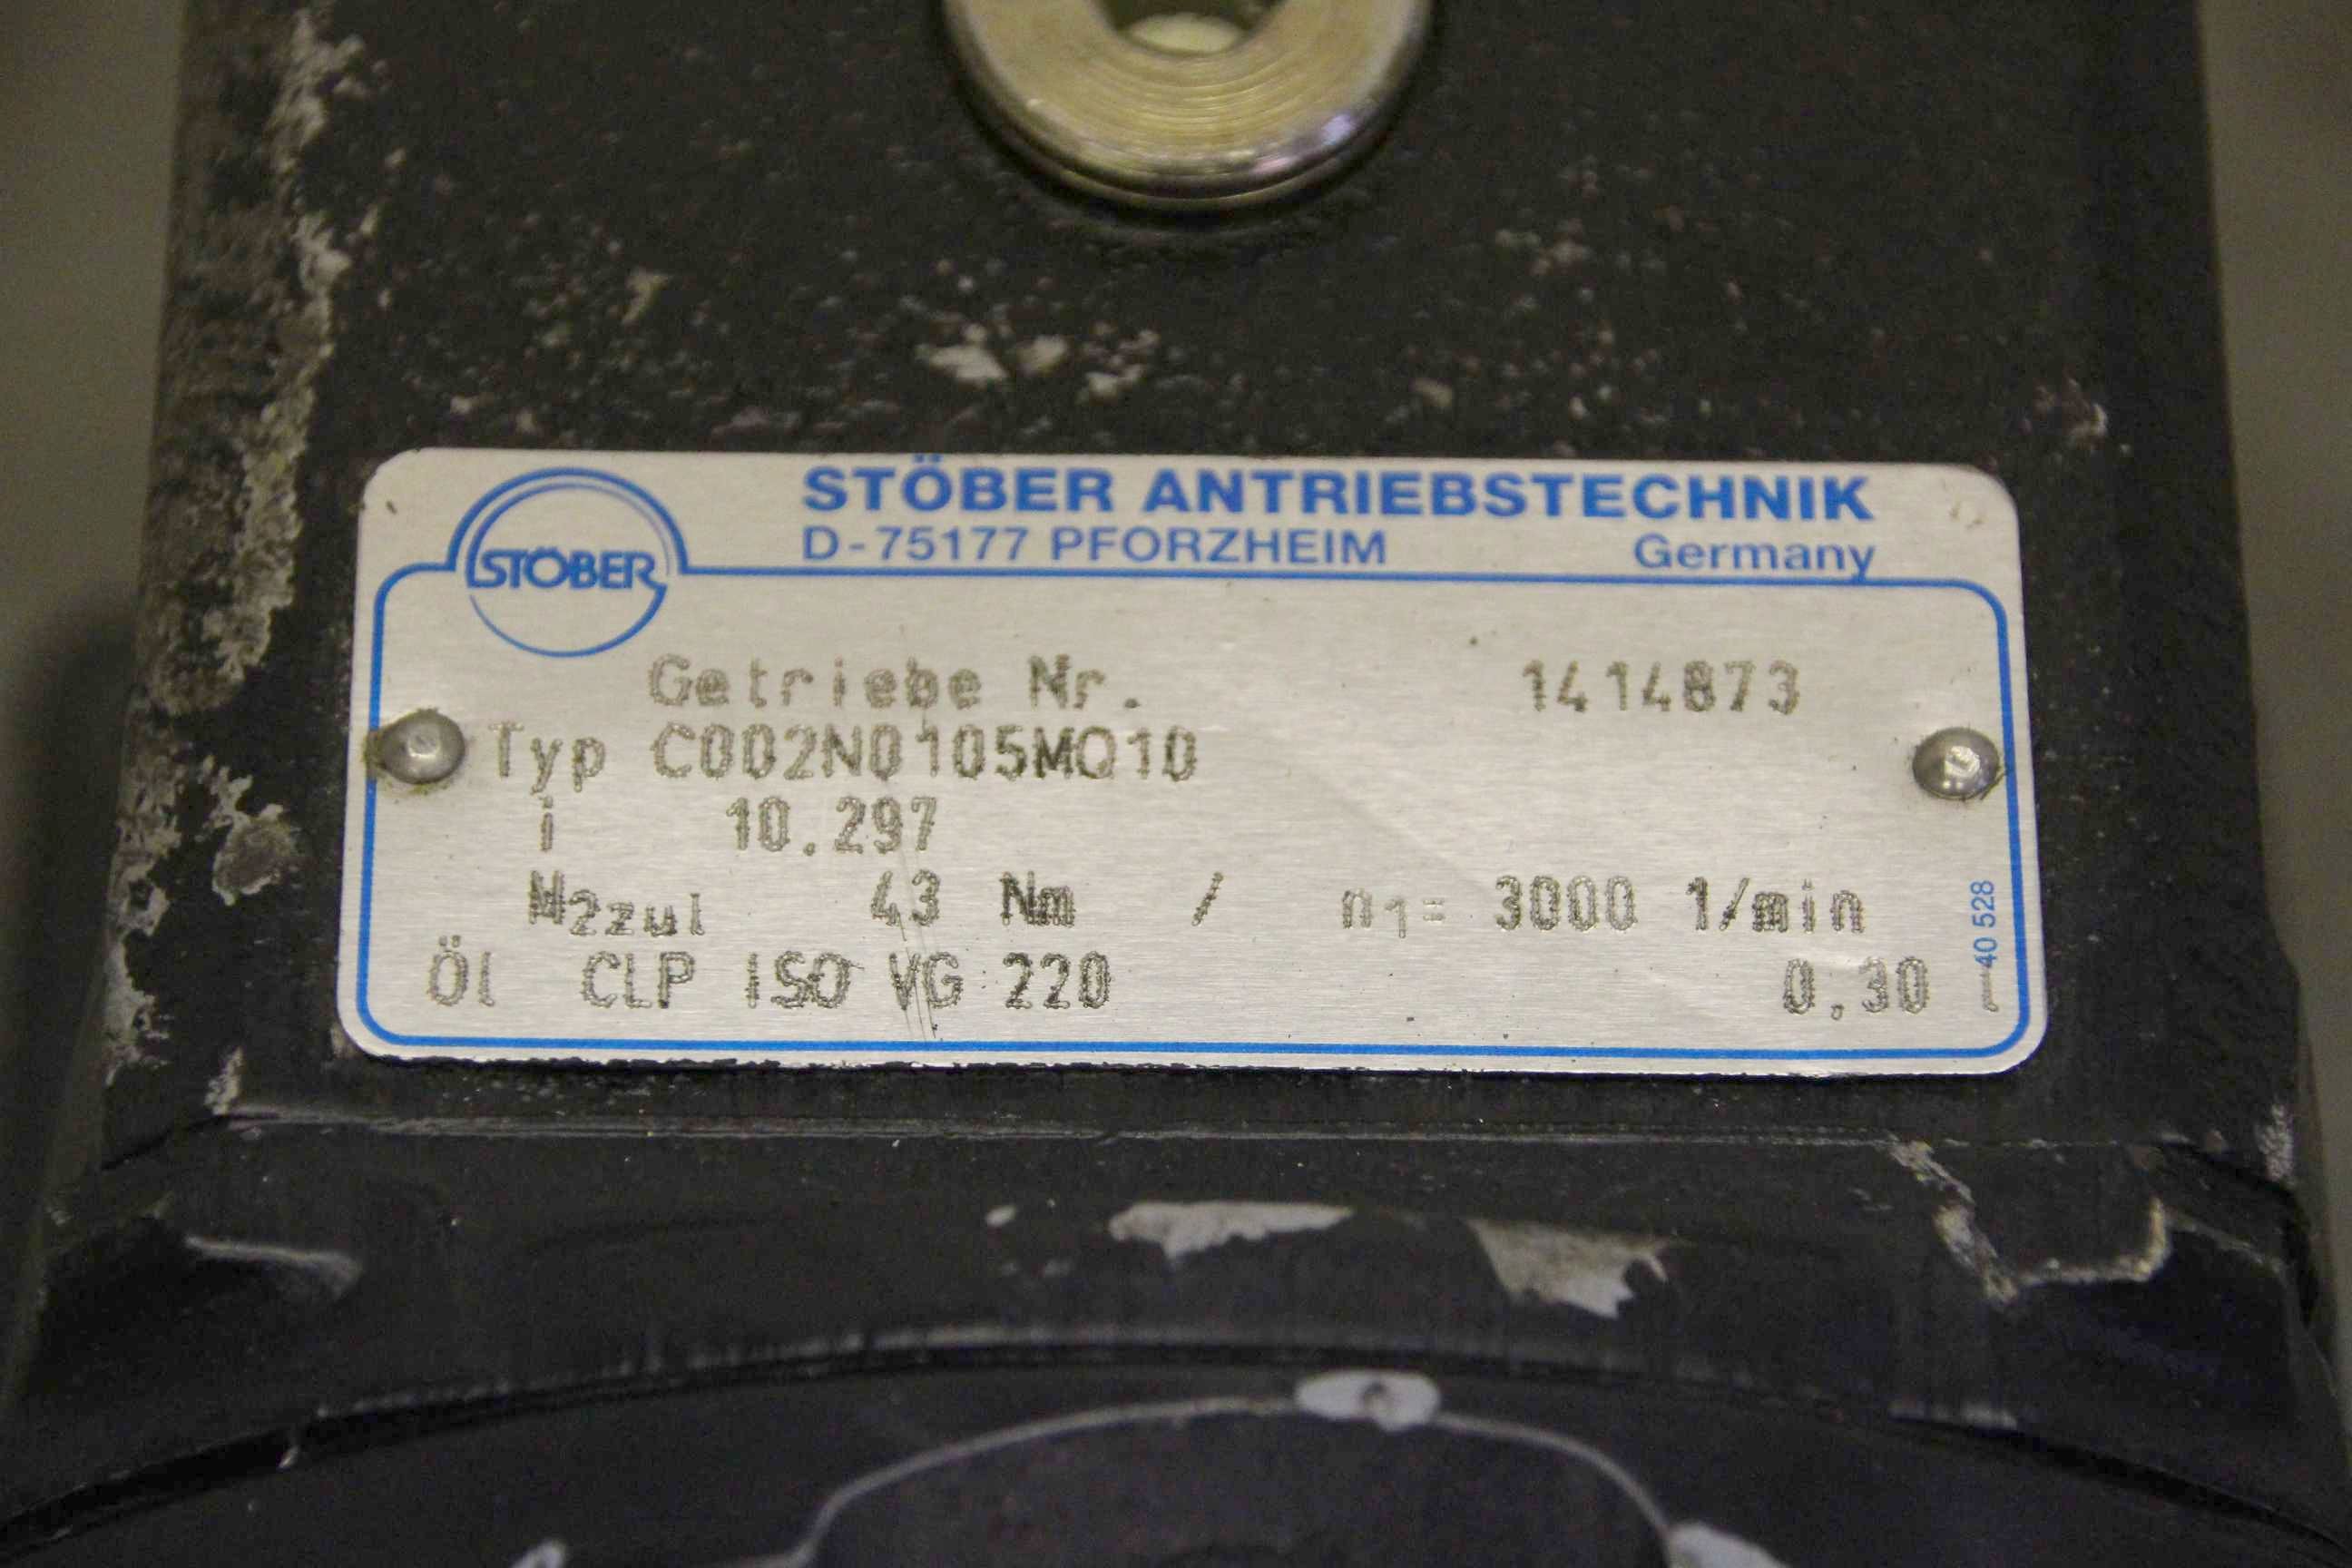 STÖBER
STÖBER ANTRIEBSTECHNIK
D-75177 PFORZHEIM Germany
Getriebe Nr. 1414873
Typ C002N0105MQ10
i 10.297
M2zul 43 Nm / n1= 3000 1/min
Öl CLP ISO VG 220 0,30
40 528